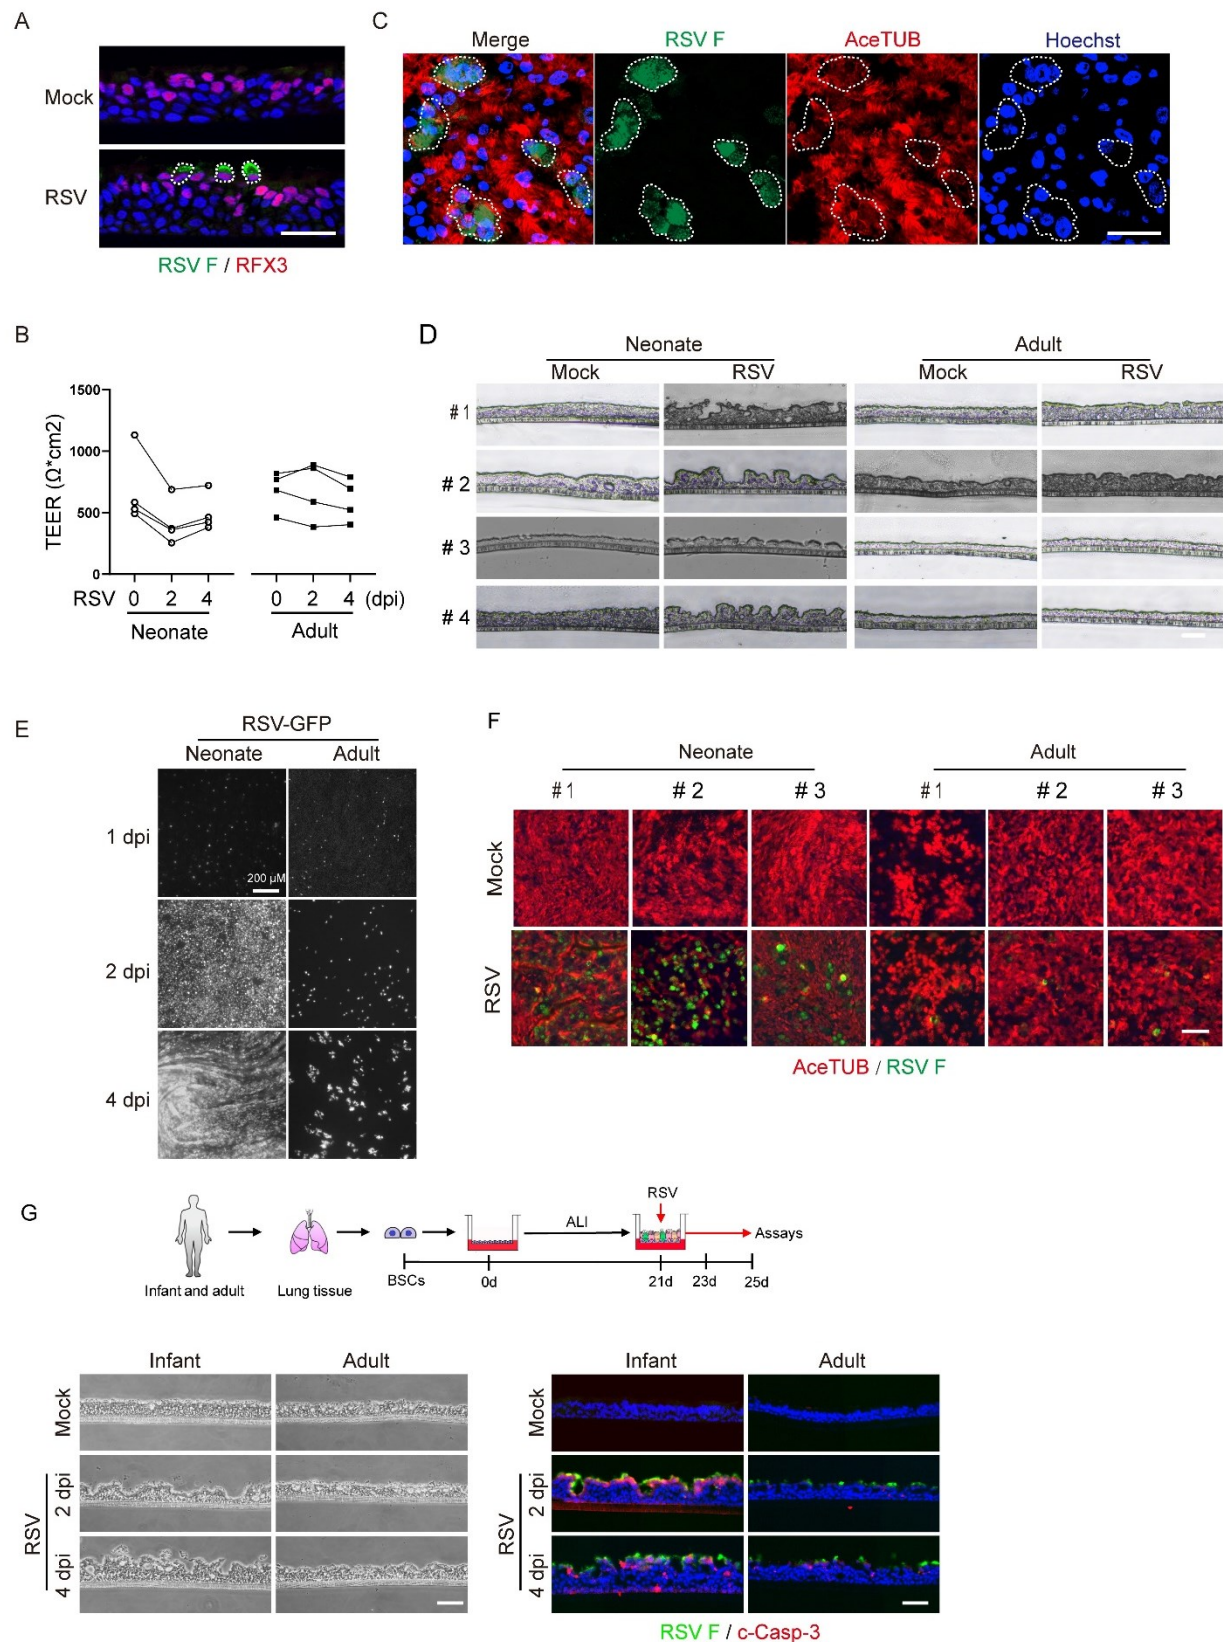 A
Mock
RSV
RSV F / RFX3
C
Merge RSV F AceTUB Hoechst
B
TEER (Ω*cm2)
1500
1000
500
0
RSV 0 2 4 0 2 4 (dpi)
Neonate Adult
D
Neonate Adult
Mock RSV Mock RSV
# 1
# 2
# 3
# 4
E
RSV-GFP
Neonate Adult
1 dpi
200 µM
2 dpi
4 dpi
F
Neonate Adult
# 1 # 2 # 3 # 1 # 2 # 3
Mock
RSV
AceTUB / RSV F
G
RSV
ALI
Assays
BSCs 0d 21d 23d 25d
Infant and adult Lung tissue
Infant Adult
Mock
RSV
2 dpi
4 dpi
Infant Adult
Mock
RSV
2 dpi
4 dpi
RSV F / c-Casp-3